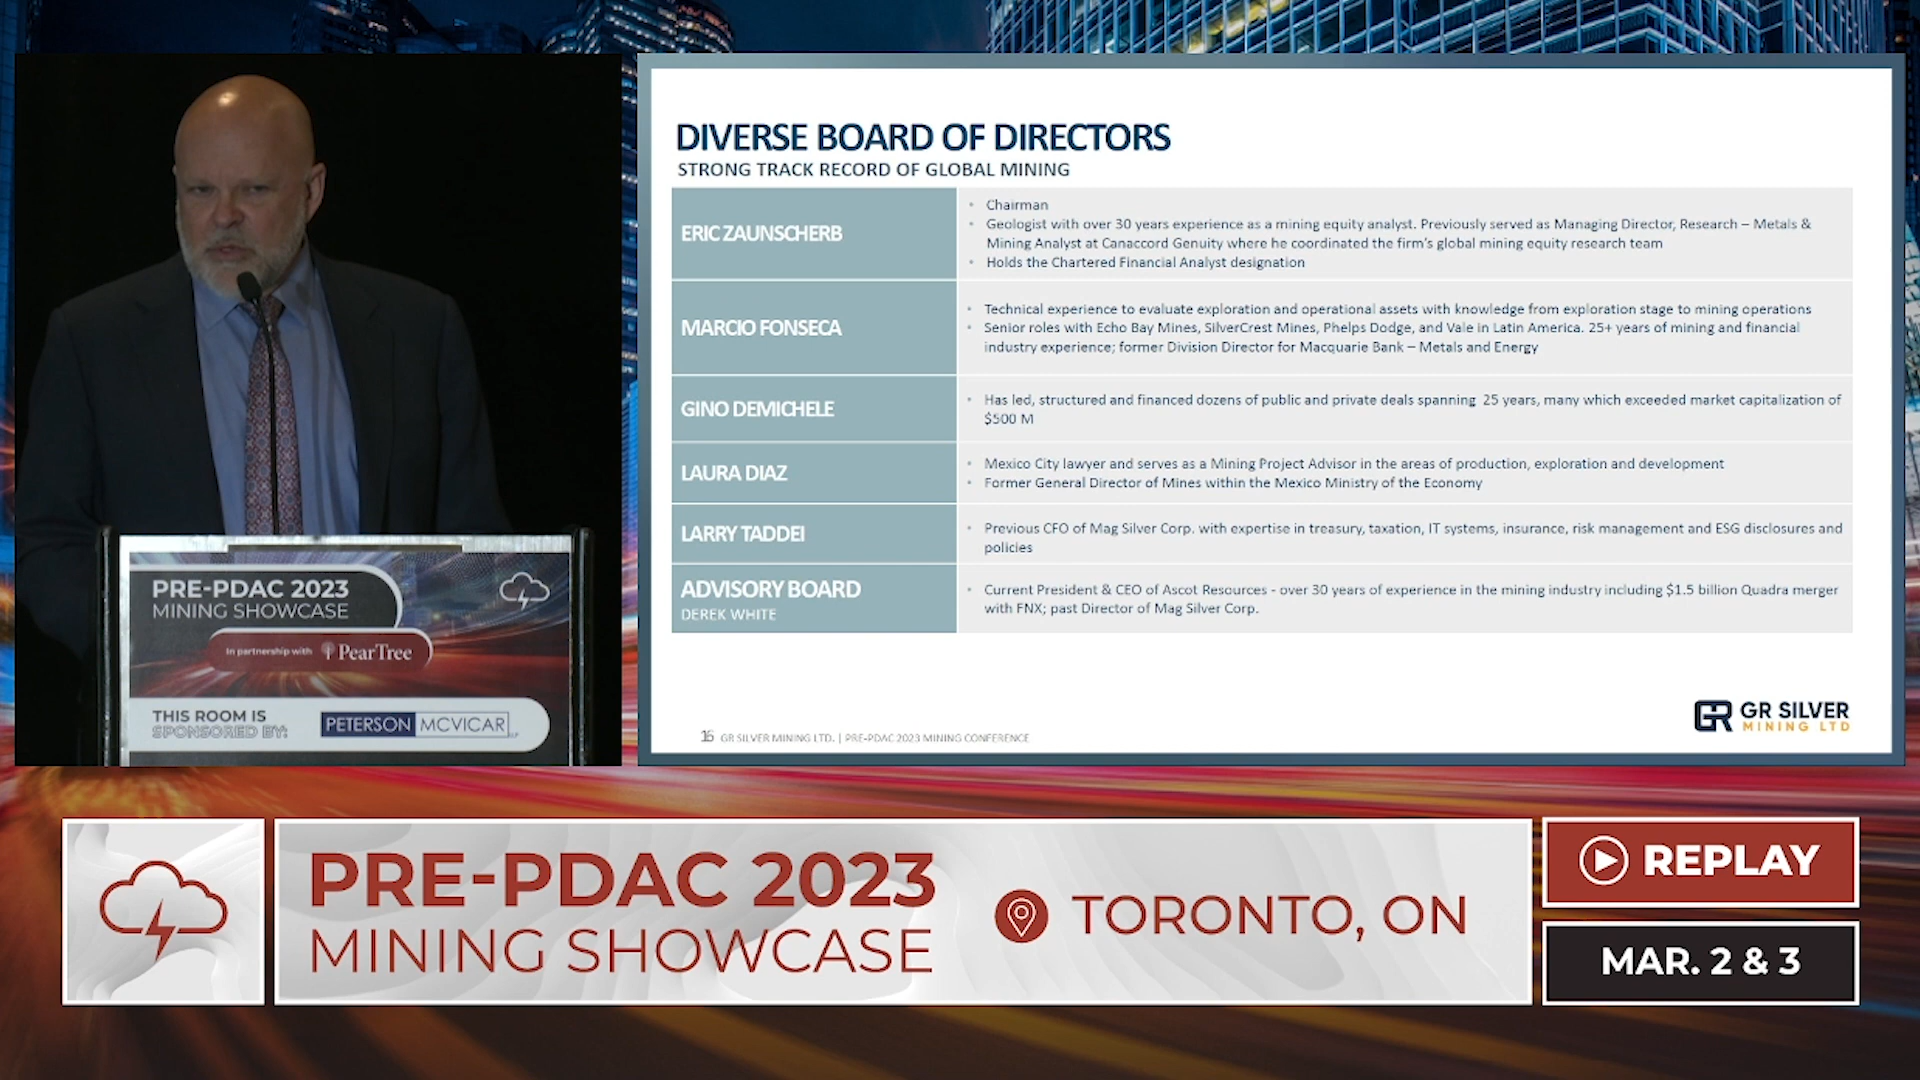 DIVERSE BOARD OF DIRECTORS
STRONG TRACK RECORD OF GLOBAL MINING
ERIC ZAUNSCHERB
• Chairman
• Geologist with over 30 years experience as a mining equity analyst. Previously served as Managing Director, Research – Metals &
Mining Analyst at Canaccord Genuity where he coordinated the firm's global mining equity research team
• Holds the Chartered Financial Analyst designation
MARCIO FONSECA
• Technical experience to evaluate exploration and operational assets with knowledge from exploration stage to mining operations
• Senior roles with Echo Bay Mines, SilverCrest Mines, Phelps Dodge, and Vale in Latin America. 25+ years of mining and financial
industry experience; former Division Director for Macquarie Bank – Metals and Energy
GINO DEMICHELE
• Has led, structured and financed dozens of public and private deals spanning 25 years, many which exceeded market capitalization of
$500 M
LAURA DIAZ
• Mexico City lawyer and serves as a Mining Project Advisor in the areas of production, exploration and development
• Former General Director of Mines within the Mexico Ministry of the Economy
LARRY TADDEI
• Previous CFO of Mag Silver Corp. with expertise in treasury, taxation, IT systems, insurance, risk management and ESG disclosures and
policies
ADVISORY BOARD
DEREK WHITE
• Current President & CEO of Ascot Resources - over 30 years of experience in the mining industry including $1.5 billion Quadra merger
with FNX; past Director of Mag Silver Corp.
GR SILVER
MINING LTD
16 GR SILVER MINING LTD. | PRE-PDAC 2023 MINING CONFERENCE
PRE-PDAC 2023
MINING SHOWCASE
In partnership with PearTree
THIS ROOM IS
SPONSORED BY:
PETERSON MCVICAR LLP
PRE-PDAC 2023
MINING SHOWCASE
TORONTO, ON
REPLAY
MAR. 2 & 3